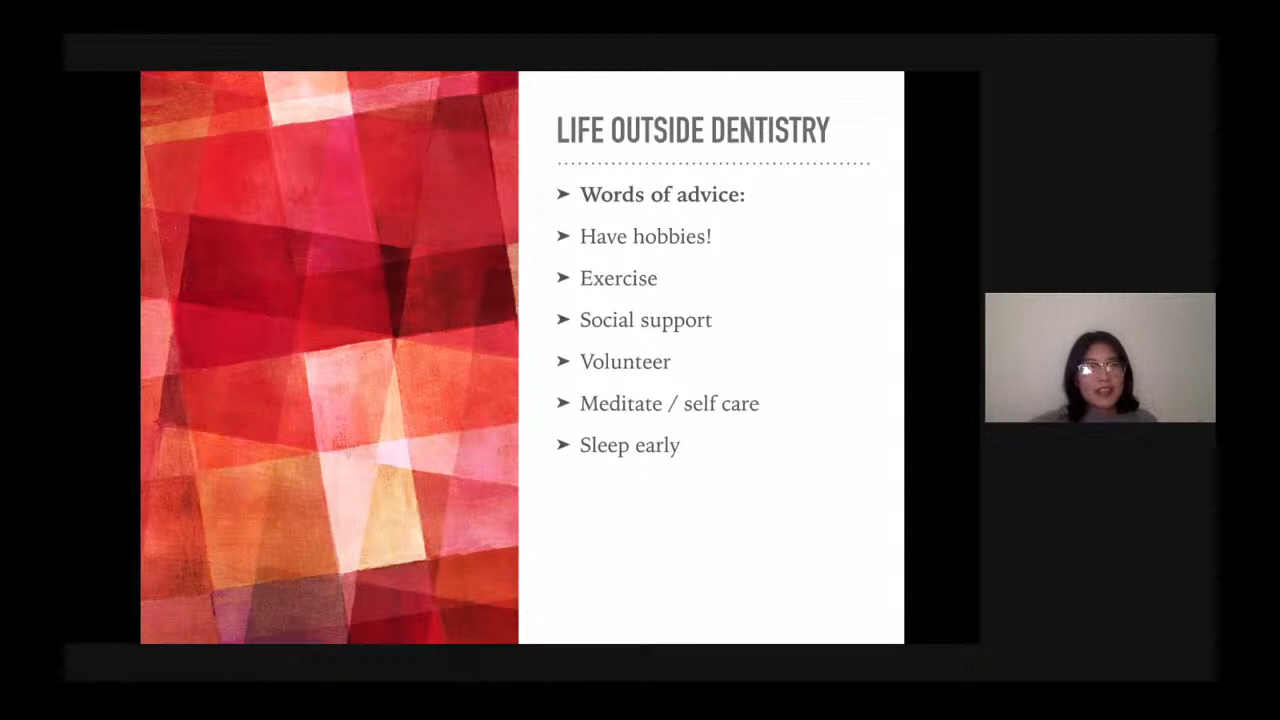 LIFE OUTSIDE DENTISTRY
➤ Words of advice:
➤ Have hobbies!
➤ Exercise
➤ Social support
➤ Volunteer
➤ Meditate / self care
➤ Sleep early